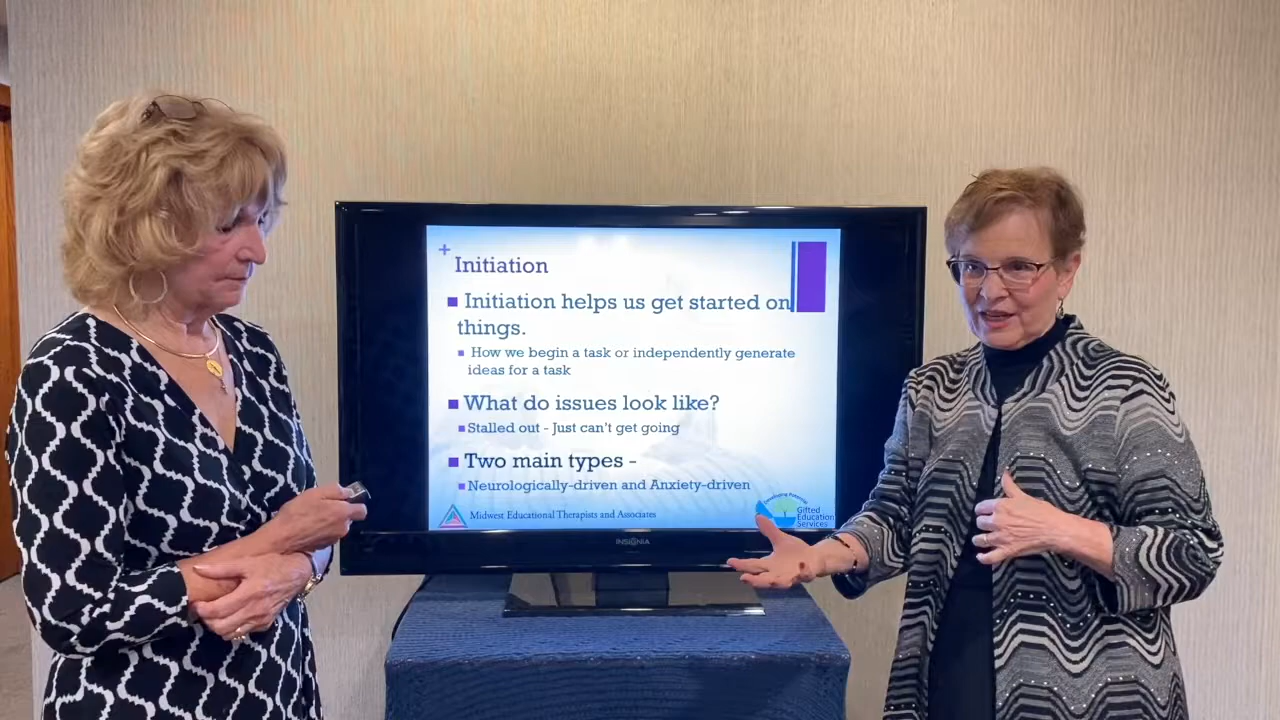 +
Initiation
Initiation helps us get started on
things.
How we begin a task or independently generate
ideas for a task
What do issues look like?
Stalled out - Just can't get going
Two main types -
Neurologically-driven and Anxiety-driven
Midwest Educational Therapists and Associates
Developing Potential
Gifted
Education
Services
INSIGNIA